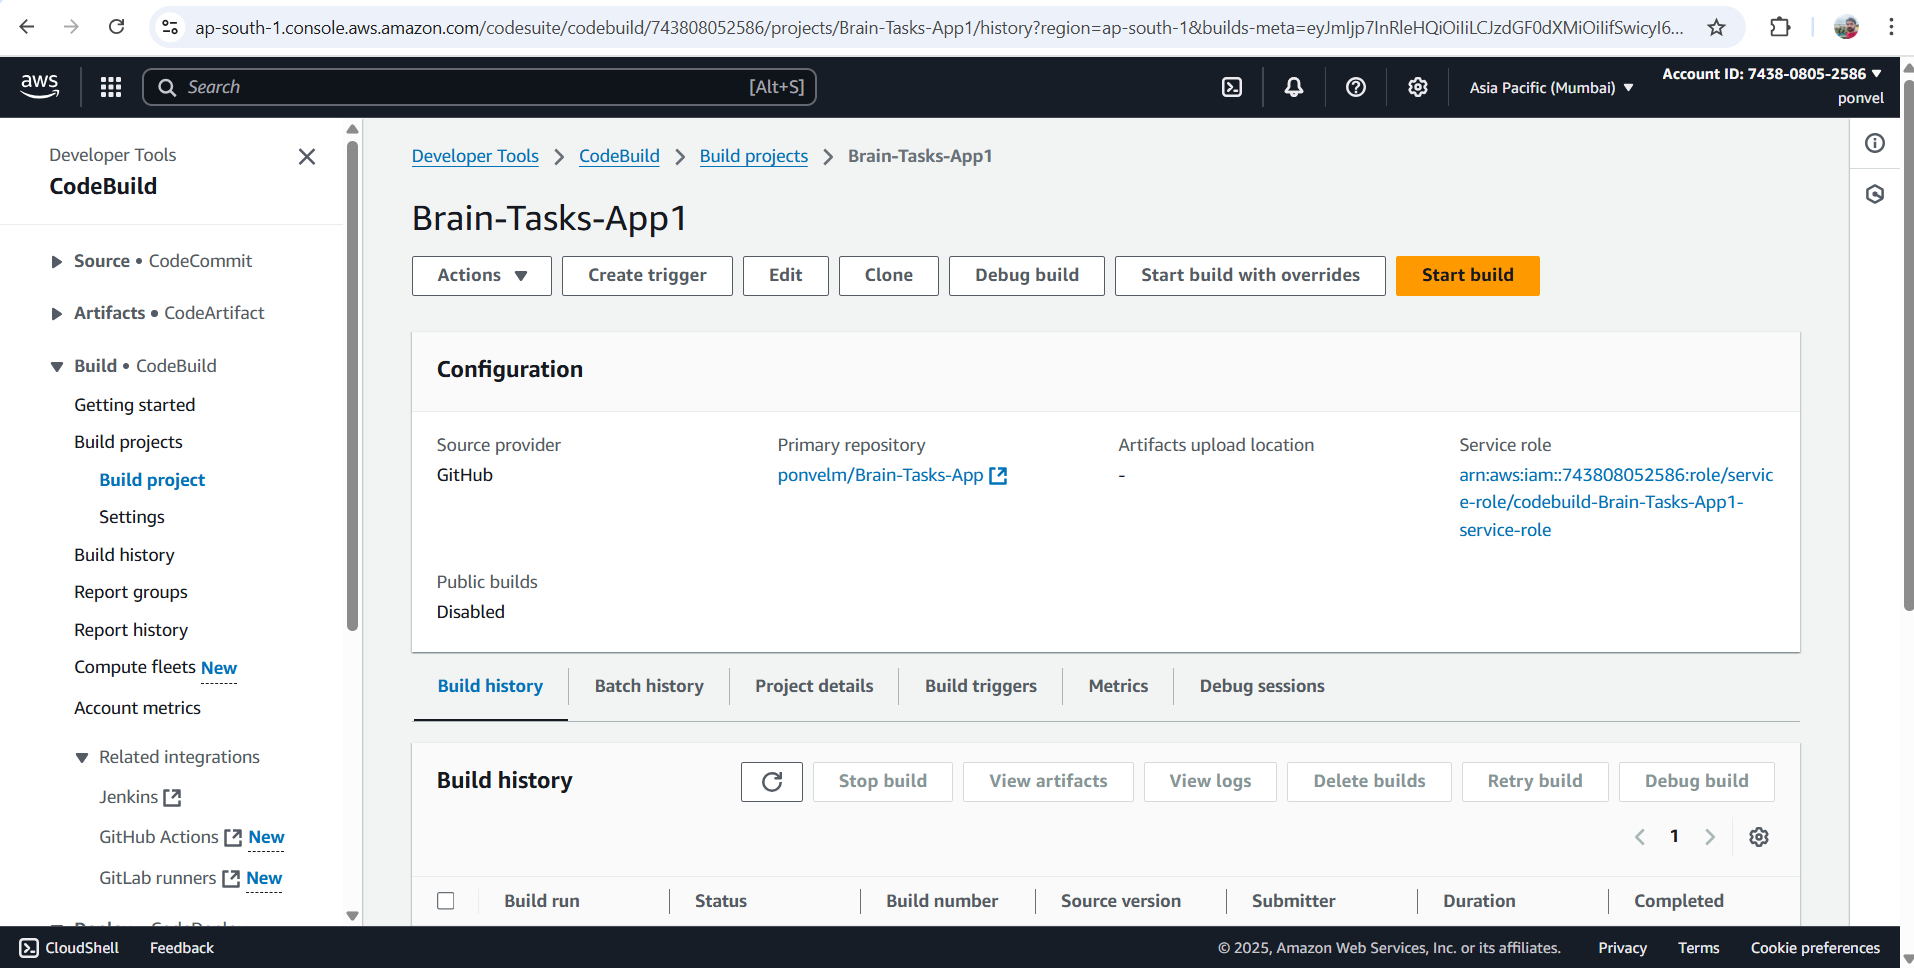 ap-south-1.console.aws.amazon.com/codesuite/codebuild/743808052586/projects/Brain-Tasks-App1/history?region=ap-south-1&builds-meta=eyJmIjp7InRleHQiOiIiLCJzdGF0dXMiOiIifSwicyI6...
aws
Search
[Alt+S]
Asia Pacific (Mumbai)
Account ID: 7438-0805-2586
ponvel
Developer Tools
CodeBuild
Source • CodeCommit
Artifacts • CodeArtifact
Build • CodeBuild
Getting started
Build projects
Build project
Settings
Build history
Report groups
Report history
Compute fleets New
Account metrics
Related integrations
Jenkins
GitHub Actions New
GitLab runners New
Developer Tools > CodeBuild > Build projects > Brain-Tasks-App1
Brain-Tasks-App1
Actions Create trigger Edit Clone Debug build Start build with overrides Start build
Configuration
Source provider
GitHub
Primary repository
ponvelm/Brain-Tasks-App
Artifacts upload location
-
Service role
arn:aws:iam::743808052586:role/servic
e-role/codebuild-Brain-Tasks-App1-
service-role
Public builds
Disabled
Build history Batch history Project details Build triggers Metrics Debug sessions
Build history
Stop build View artifacts View logs Delete builds Retry build Debug build
1
Build run Status Build number Source version Submitter Duration Completed
CloudShell Feedback © 2025, Amazon Web Services, Inc. or its affiliates. Privacy Terms Cookie preferences